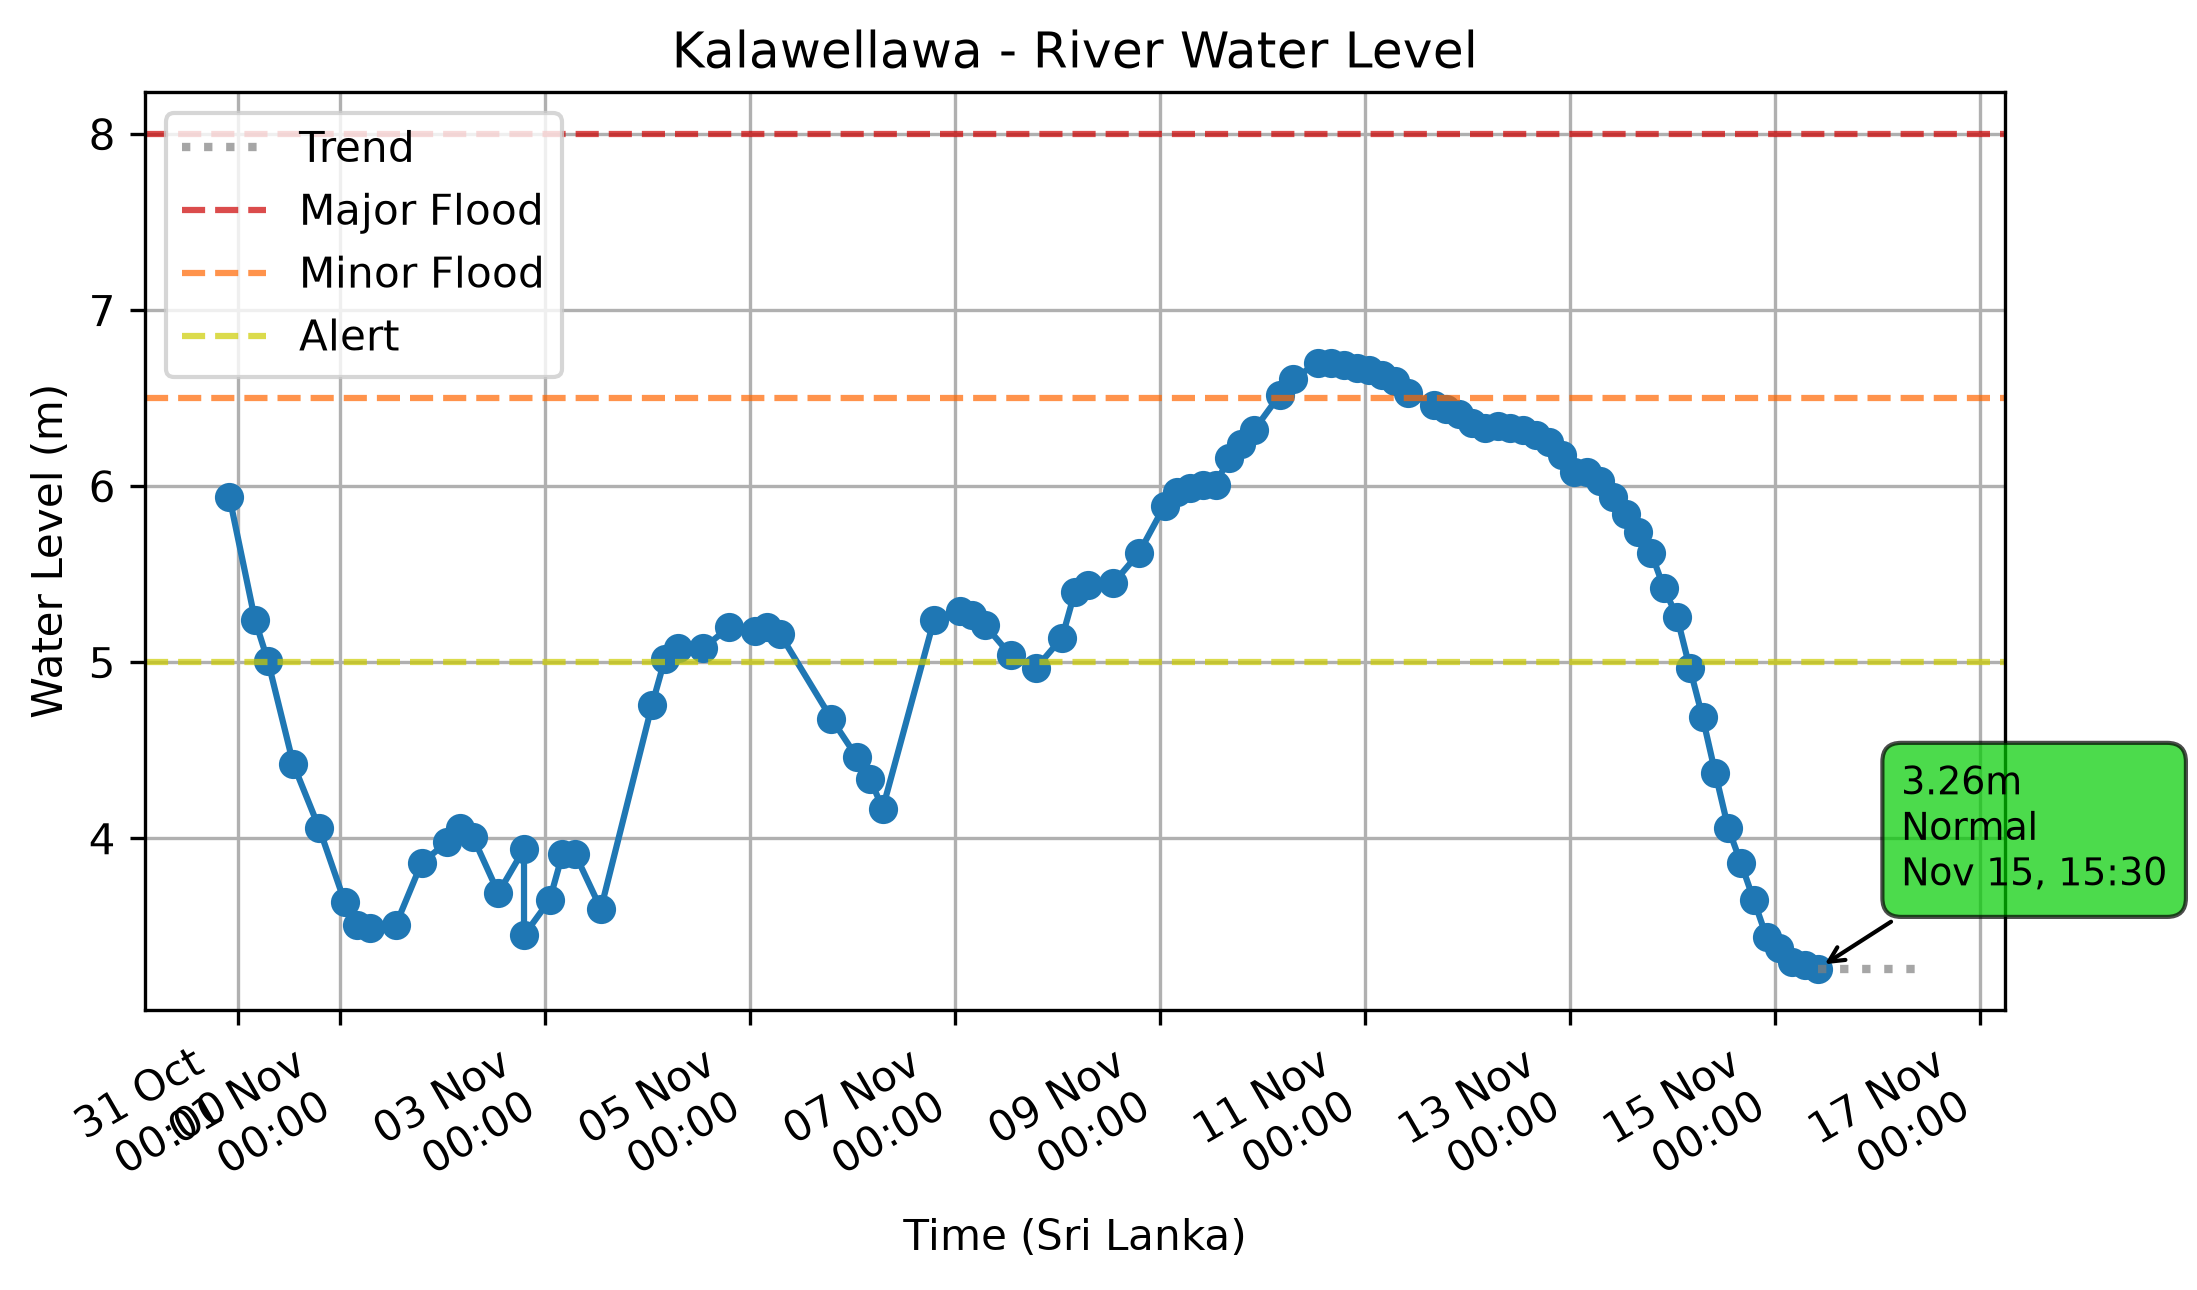 Kalawellawa - River Water Level
Trend
Major Flood
Minor Flood
Alert
Water Level (m)
8
7
6
5
4
3.26m
Normal
Nov 15, 15:30
31 Oct
00:00
01 Nov
00:00
03 Nov
00:00
05 Nov
00:00
07 Nov
00:00
09 Nov
00:00
11 Nov
00:00
13 Nov
00:00
15 Nov
00:00
17 Nov
00:00
Time (Sri Lanka)